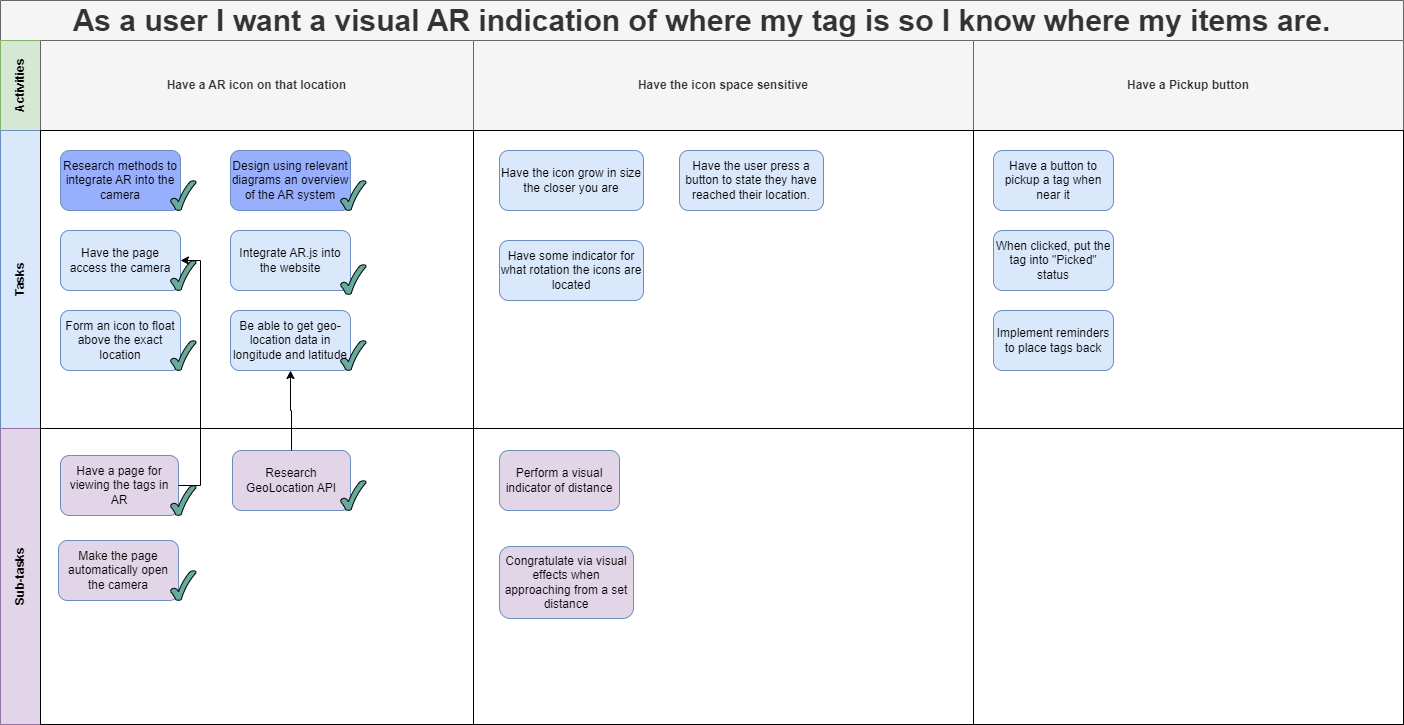 As a user I want a visual AR indication of where my tag is so I know where my items are.
Activities
Have a AR icon on that location
Have the icon space sensitive
Have a Pickup button
Tasks
Research methods to
integrate AR into the
camera
Design using relevant
diagrams an overview
of the AR system
Have the page
access the camera
Integrate AR.js into
the website
Form an icon to float
above the exact
location
Be able to get geo-
location data in
longitude and latitude
Have the icon grow in size
the closer you are
Have the user press a
button to state they have
reached their location.
Have some indicator for
what rotation the icons are
located
Have a button to
pickup a tag when
near it
When clicked, put the
tag into "Picked"
status
Implement reminders
to place tags back
Sub-tasks
Have a page for
viewing the tags in
AR
Research
GeoLocation API
Make the page
automatically open
the camera
Perform a visual
indicator of distance
Congratulate via visual
effects when
approaching from a set
distance